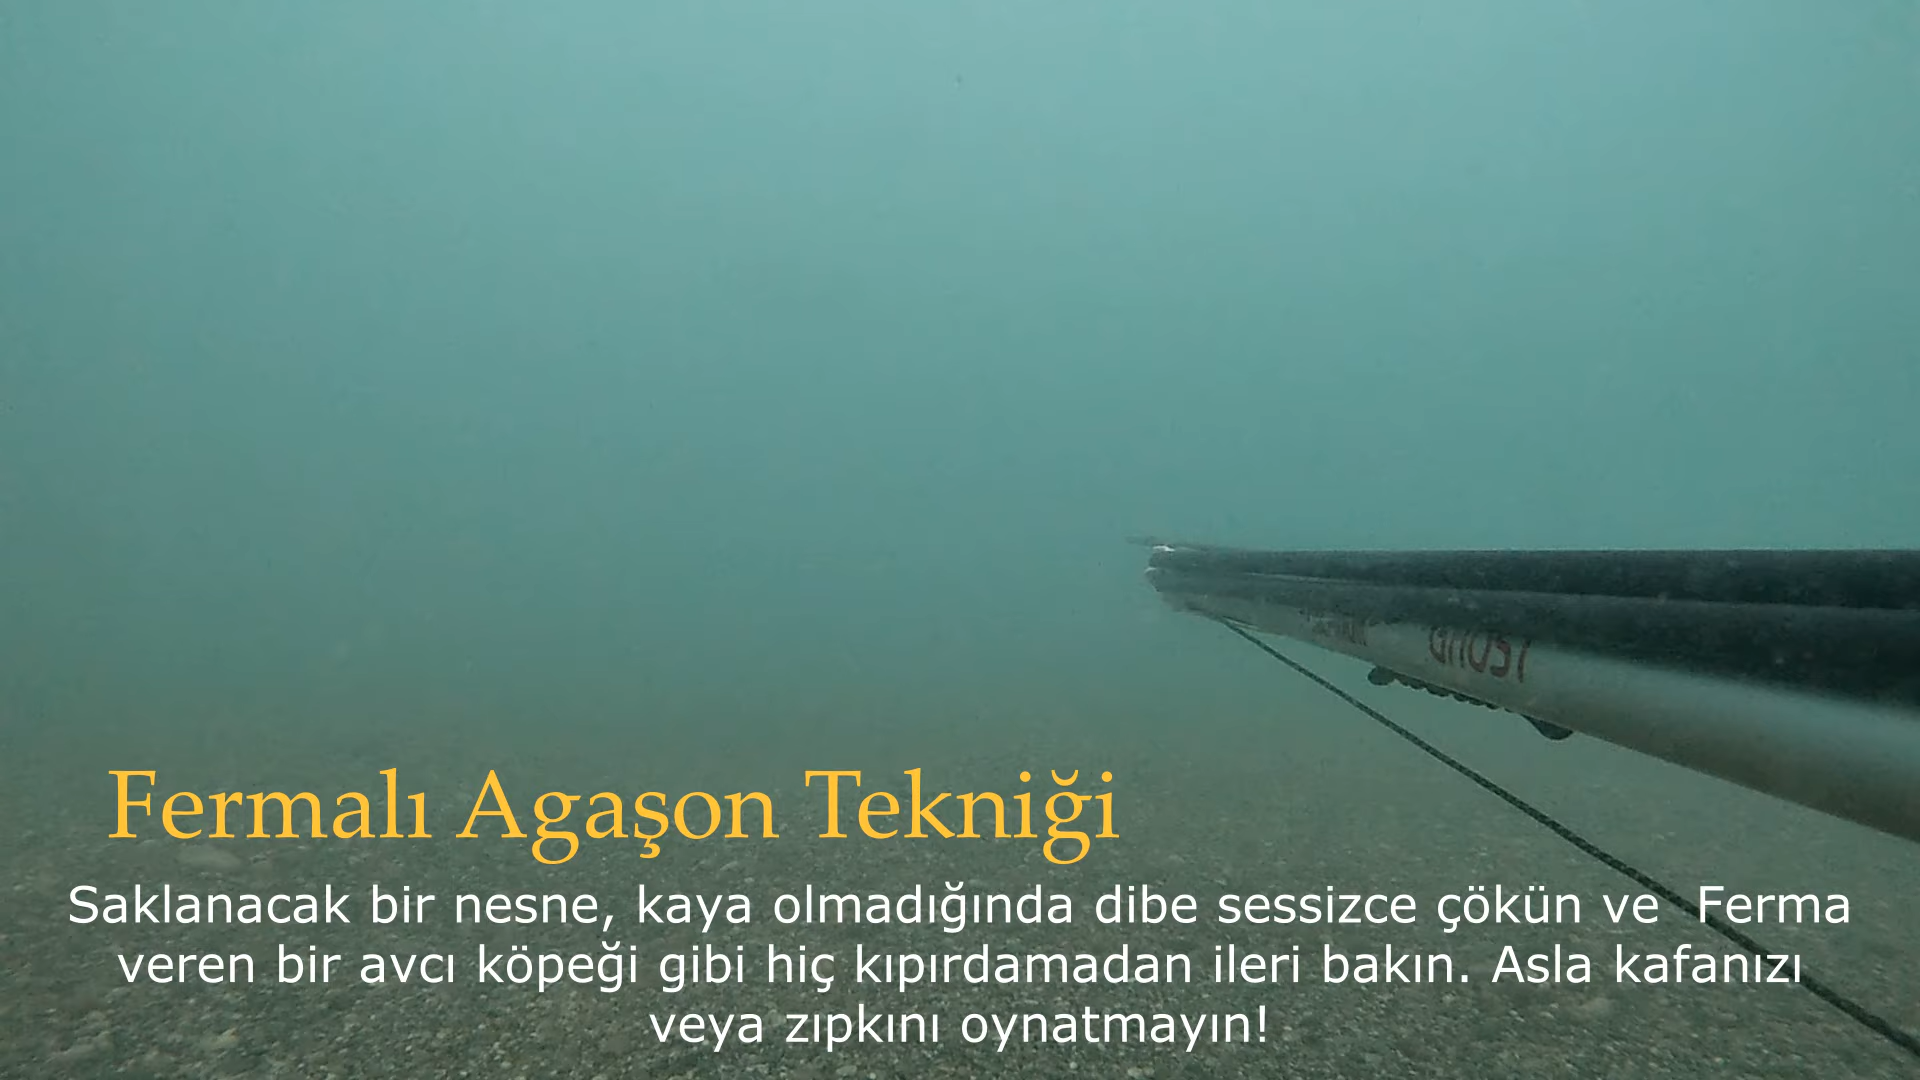 GHOST
Fermalı Agaşon Tekniği
Saklanacak bir nesne, kaya olmadığında dibe sessizce çökün ve  Ferma
veren bir avcı köpeği gibi hiç kıpırdamadan ileri bakın. Asla kafanızı
veya zıpkını oynatmayın!